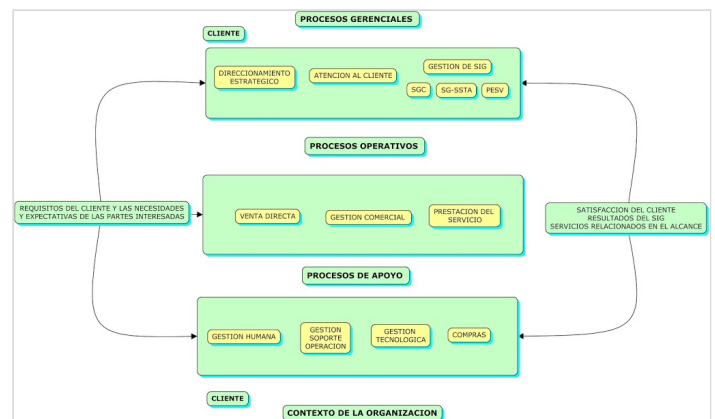 PROCESOS GERENCIALES
CLIENTE
DIRECCIONAMIENTO
ESTRATEGICO
ATENCION AL CLIENTE
GESTION DE SIG
SGC
SG-SSTA
PESV
PROCESOS OPERATIVOS
REQUISITOS DEL CLIENTE Y LAS NECESIDADES
Y EXPECTATIVAS DE LAS PARTES INTERESADAS
VENTA DIRECTA
GESTION COMERCIAL
PRESTACION DEL
SERVICIO
SATISFACCION DEL CLIENTE
RESULTADOS DEL SIG
SERVICIOS RELACIONADOS EN EL ALCANCE
PROCESOS DE APOYO
GESTION HUMANA
GESTION
SOPORTE
OPERACION
GESTION
TECNOLOGICA
COMPRAS
CLIENTE
CONTEXTO DE LA ORGANIZACION